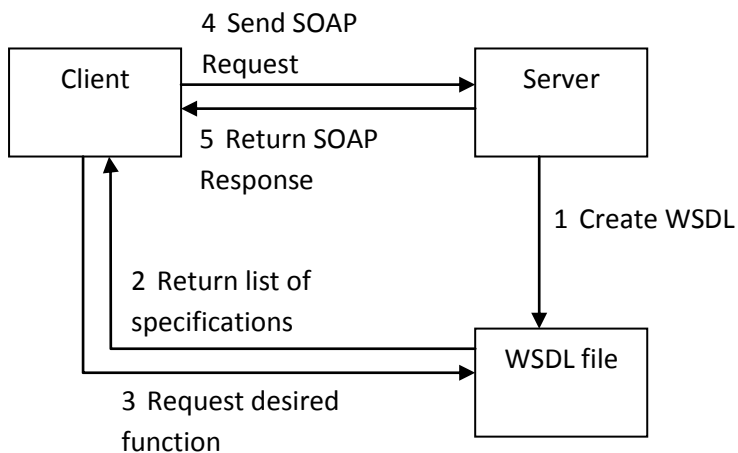 4 Send SOAP
Request
Client
Server
5 Return SOAP
Response
1 Create WSDL
2 Return list of
specifications
WSDL file
3 Request desired
function